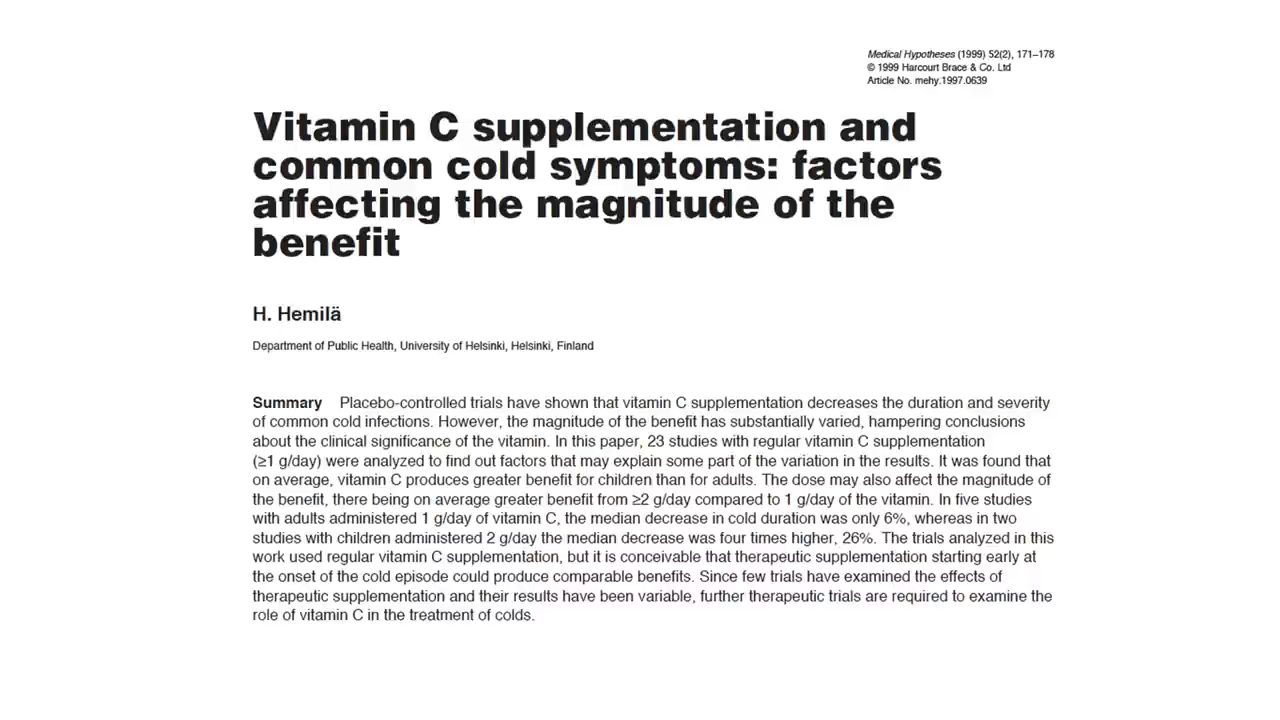 Medical Hypotheses (1999) 52(2), 171–178
© 1999 Harcourt Brace & Co. Ltd
Article No. mehy.1997.0639
Vitamin C supplementation and
common cold symptoms: factors
affecting the magnitude of the
benefit
H. Hemilä
Department of Public Health, University of Helsinki, Helsinki, Finland
Summary Placebo-controlled trials have shown that vitamin C supplementation decreases the duration and severity
of common cold infections. However, the magnitude of the benefit has substantially varied, hampering conclusions
about the clinical significance of the vitamin. In this paper, 23 studies with regular vitamin C supplementation
(≥1 g/day) were analyzed to find out factors that may explain some part of the variation in the results. It was found that
on average, vitamin C produces greater benefit for children than for adults. The dose may also affect the magnitude of
the benefit, there being on average greater benefit from ≥2 g/day compared to 1 g/day of the vitamin. In five studies
with adults administered 1 g/day of vitamin C, the median decrease in cold duration was only 6%, whereas in two
studies with children administered 2 g/day the median decrease was four times higher, 26%. The trials analyzed in this
work used regular vitamin C supplementation, but it is conceivable that therapeutic supplementation starting early at
the onset of the cold episode could produce comparable benefits. Since few trials have examined the effects of
therapeutic supplementation and their results have been variable, further therapeutic trials are required to examine the
role of vitamin C in the treatment of colds.